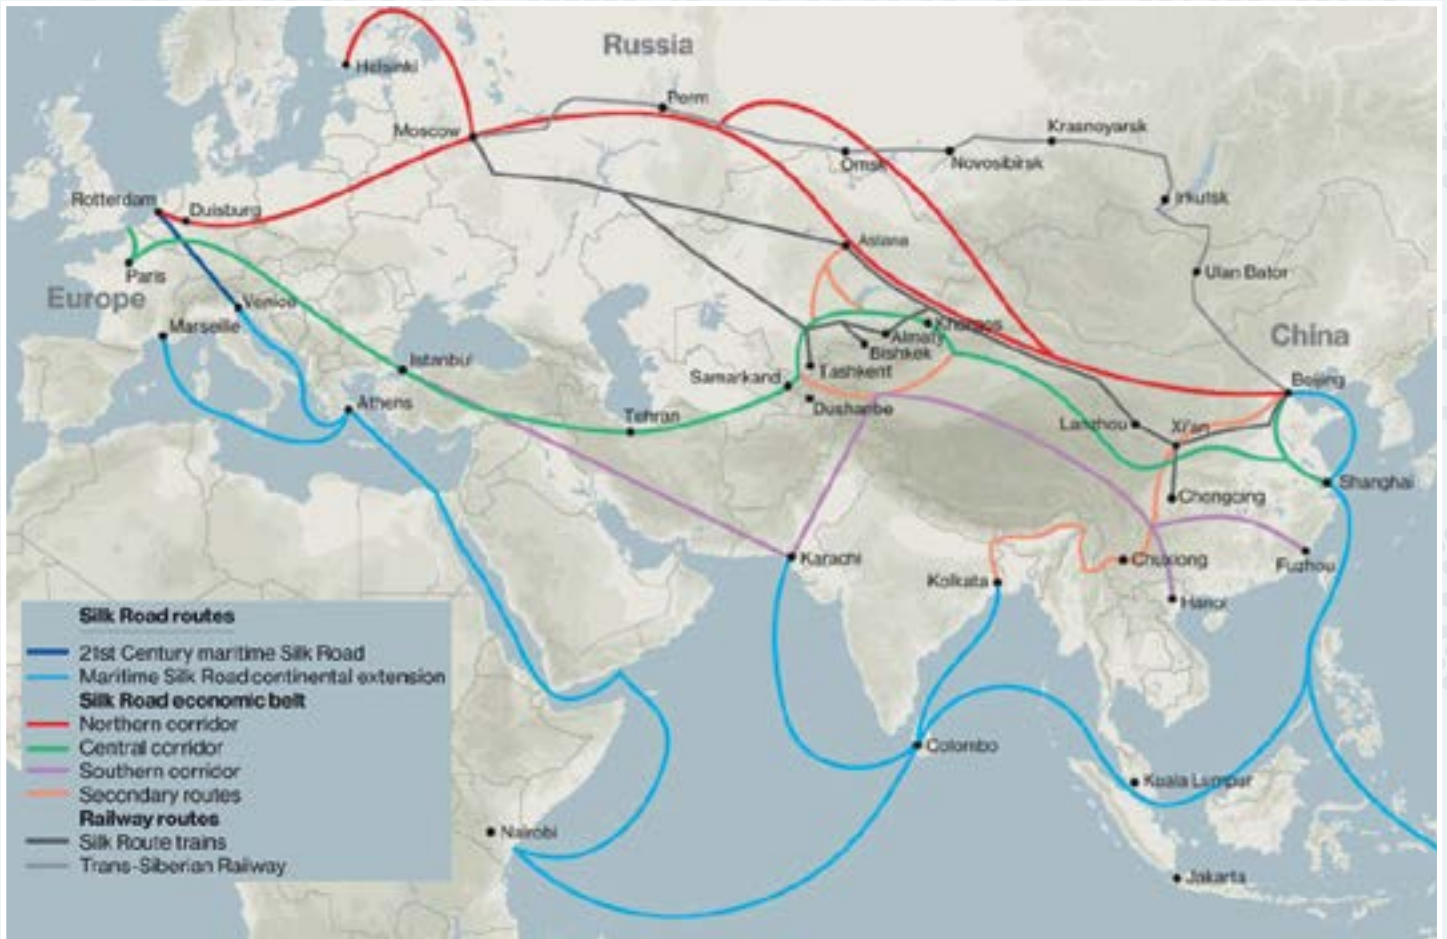 Russia
Helsinki
Perm
Moscow
Krasnoyarsk
Omsk
Novosibirsk
Rotterdam
Duisburg
Irkutsk
Astana
Paris
Ulan Bator
Europe
Venice
Marseille
Khorgos
China
Almaty
Bishkek
Istanbul
Tashkent
Samarkand
Beijing
Athens
Dushanbe
Tehran
Lanzhou
Xi'an
Shanghai
Chongqing
Karachi
Chuxiong
Fuzhou
Kolkata
Hanoi
Silk Road routes
21st Century maritime Silk Road
Maritime Silk Road continental extension
Silk Road economic belt
Northern corridor
Central corridor
Southern corridor
Secondary routes
Railway routes
Silk Route trains
Trans-Siberian Railway
Colombo
Kuala Lumpur
Nairobi
Jakarta